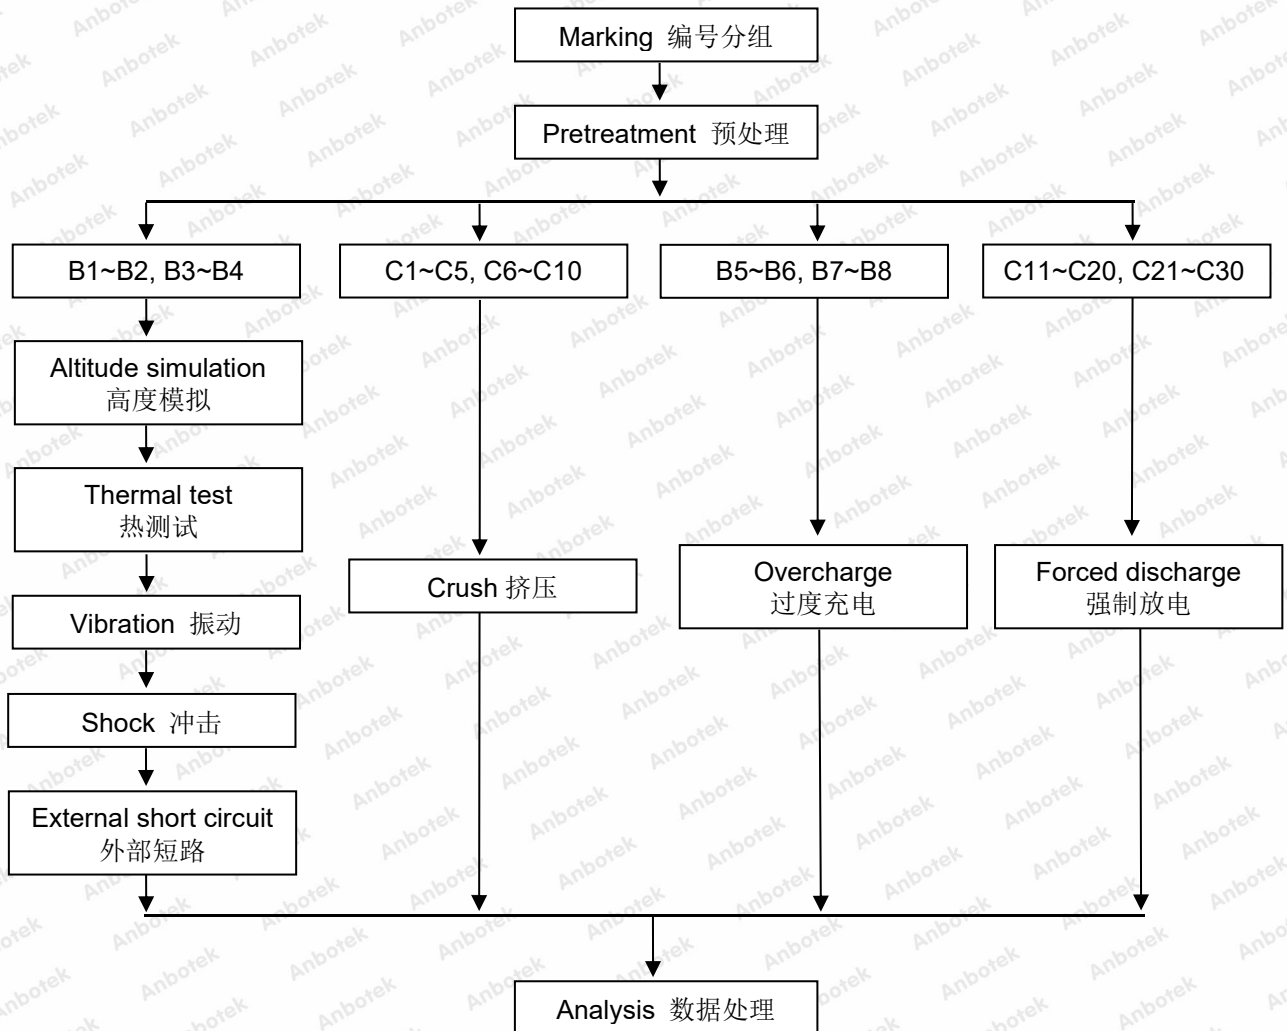 Marking 编号分组
Pretreatment 预处理
B1~B2, B3~B4
C1~C5, C6~C10
B5~B6, B7~B8
C11~C20, C21~C30
Altitude simulation
高度模拟
Thermal test
热测试
Vibration 振动
Shock 冲击
External short circuit
外部短路
Crush 挤压
Overcharge
过度充电
Forced discharge
强制放电
Analysis 数据处理
Anbotek